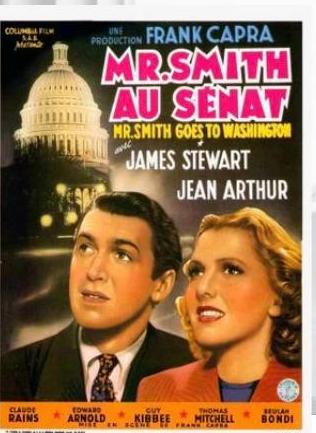 COLUMBIA FILM
S.A.B.
présente
UNE
PRODUCTION FRANK CAPRA
MR. SMITH
AU SÉNAT
MR. SMITH GOES TO WASHINGTON
avec
JAMES STEWART
JEAN ARTHUR
CLAUDE RAINS ★ EDWARD ARNOLD ★ GUY KIBBEE ★ THOMAS MITCHELL ★ BEULAH BONDI
MISE EN SCÈNE DE FRANK CAPRA